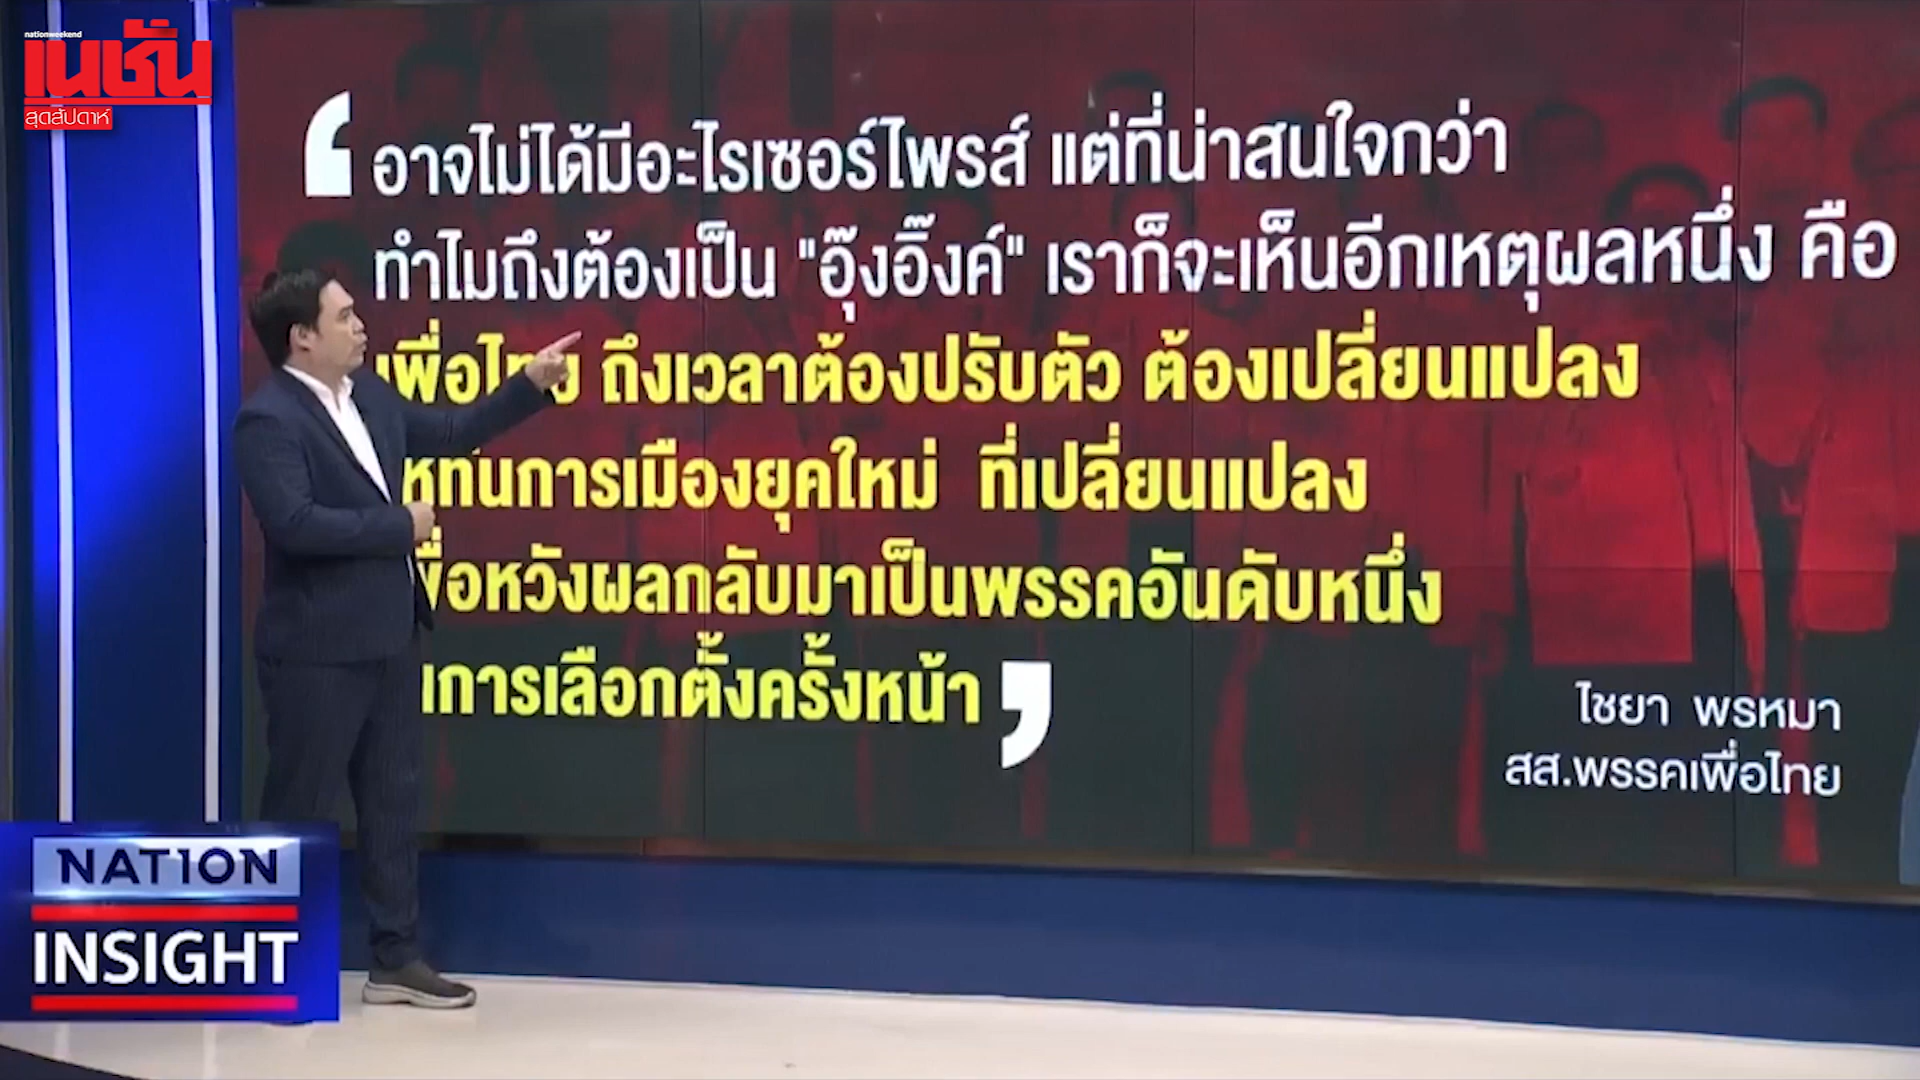 nationweekend
เนชั่น
สุดสัปดาห์
อาจไม่ได้มีอะไรเซอร์ไพรส์ แต่ที่น่าสนใจกว่า
ทำไมถึงต้องเป็น "อุ๊งอิ๊งค์" เราก็จะเห็นอีกเหตุผลหนึ่ง คือ
เพื่อไทย ถึงเวลาต้องปรับตัว ต้องเปลี่ยนแปลง
การเมืองยุคใหม่ ที่เปลี่ยนแปลง
หวังผลกลับมาเป็นพรรคอันดับหนึ่ง
การเลือกตั้งครั้งหน้า
ไชยา พรหมา
สส.พรรคเพื่อไทย
NATION
INSIGHT